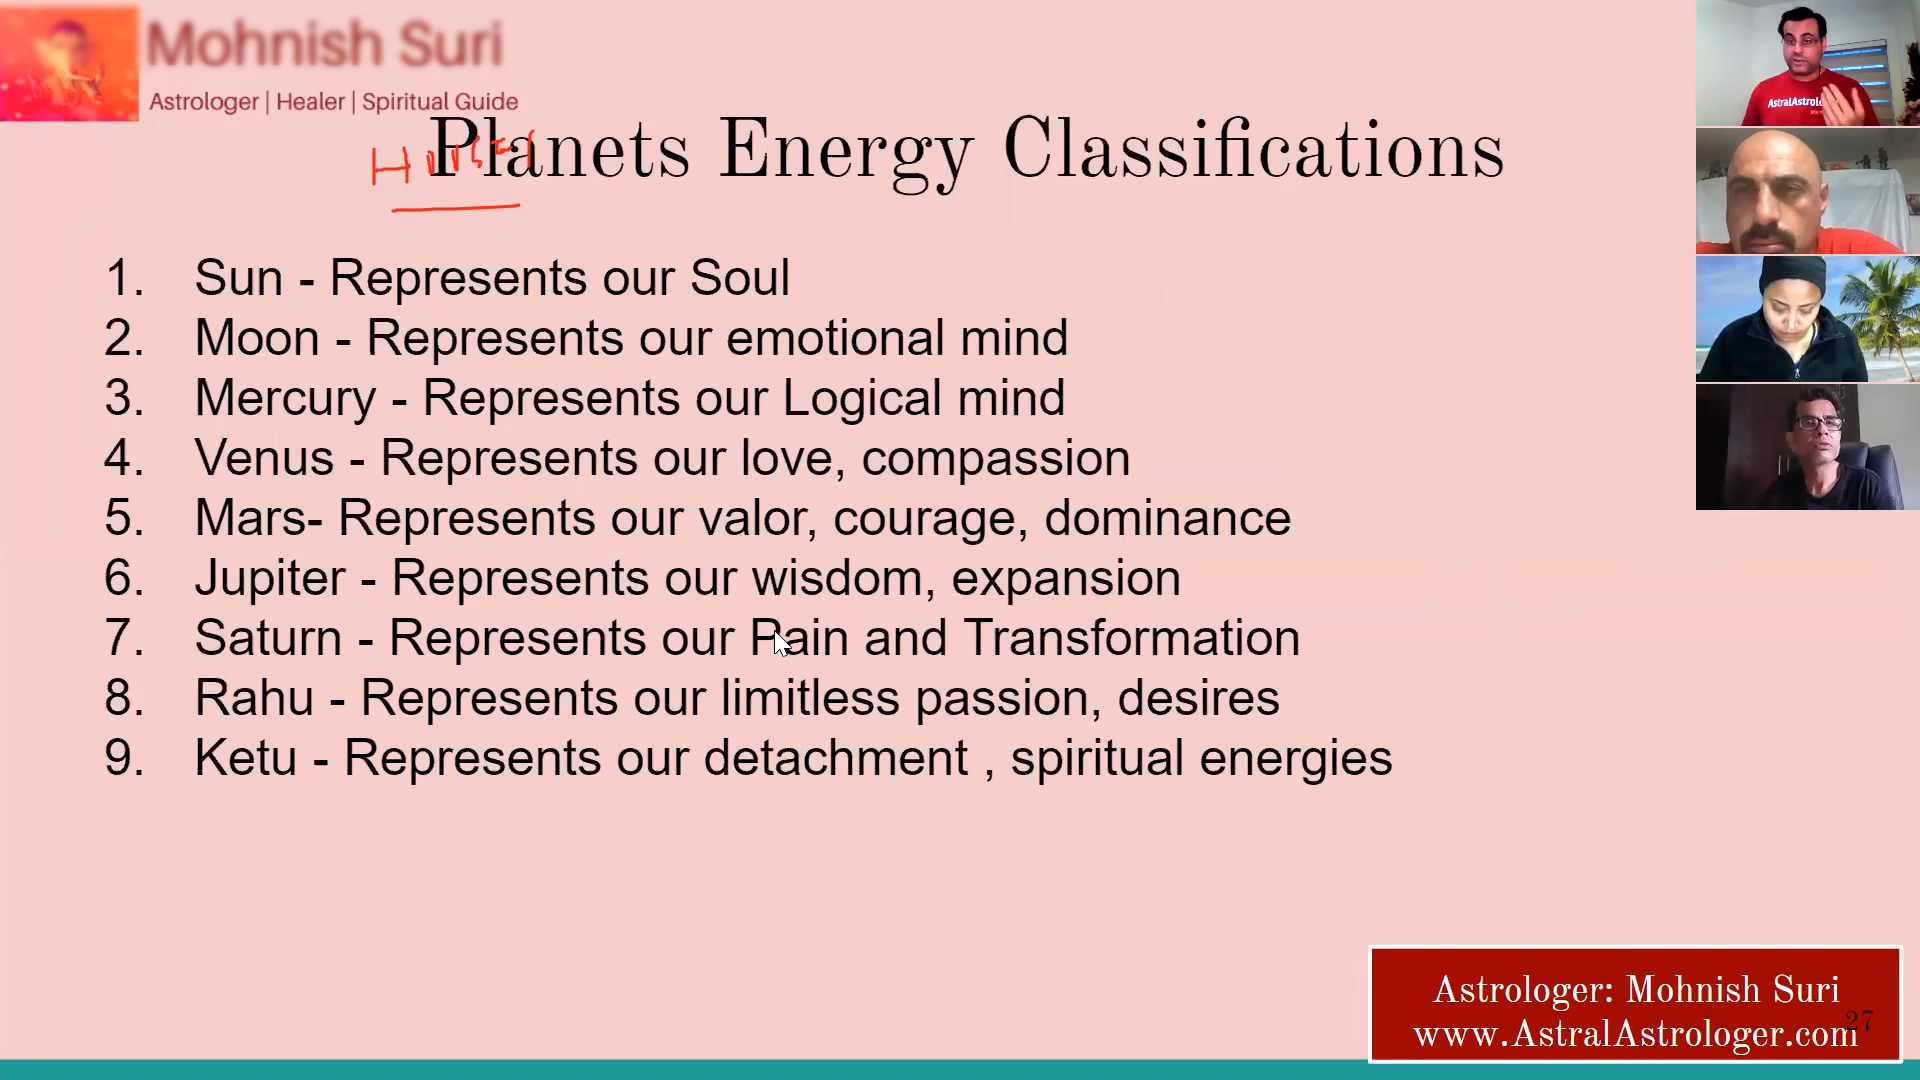 Mohnish Suri
Astrologer | Healer | Spiritual Guide
Planets Energy Classifications
1. Sun - Represents our Soul
2. Moon - Represents our emotional mind
3. Mercury - Represents our Logical mind
4. Venus - Represents our love, compassion
5. Mars- Represents our valor, courage, dominance
6. Jupiter - Represents our wisdom, expansion
7. Saturn - Represents our Pain and Transformation
8. Rahu - Represents our limitless passion, desires
9. Ketu - Represents our detachment , spiritual energies
Astrologer: Mohnish Suri
www.AstralAstrologer.com
27